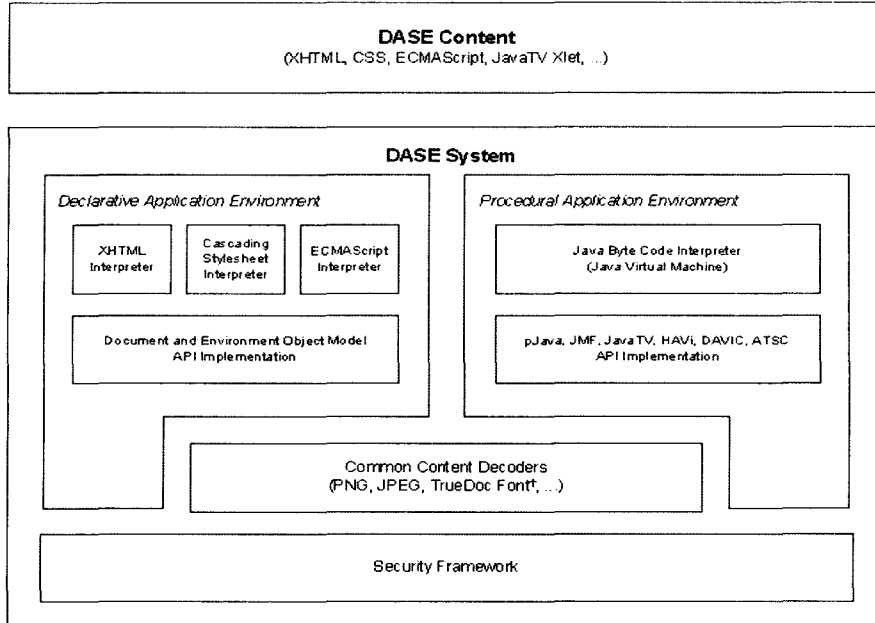 DASE Content
(XHTML, CSS, ECMAScript, JavaTV Xlet, ...)
DASE System
Declarative Application Environment
XHTML
Interpreter
Cascading
Stylesheet
Interpreter
ECMAScript
Interpreter
Document and Environment Object Model
API Implementation
Procedural Application Environment
Java Byte Code Interpreter
(Java Virtual Machine)
pJava, JMF, JavaTV, HAVi, DAVIC, ATSC
API Implementation
Common Content Decoders
(PNG, JPEG, TrueDoc Font†, ...)
Security Framework